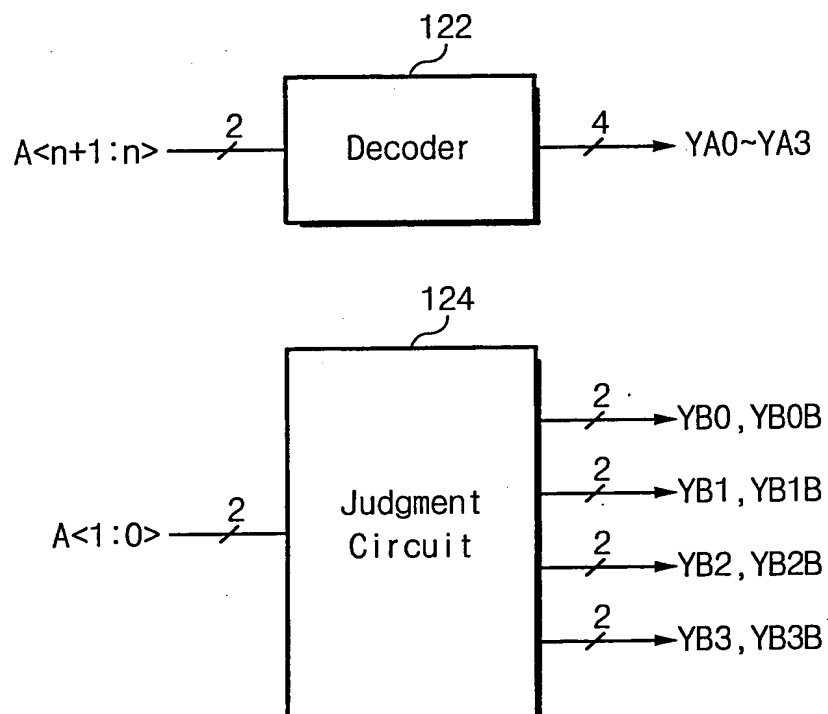 122
A<n+1:n>
2
Decoder
4
YA0~YA3
124
A<1:0>
2
Judgment
Circuit
2
YB0,YB0B
2
YB1,YB1B
2
YB2,YB2B
2
YB3,YB3B